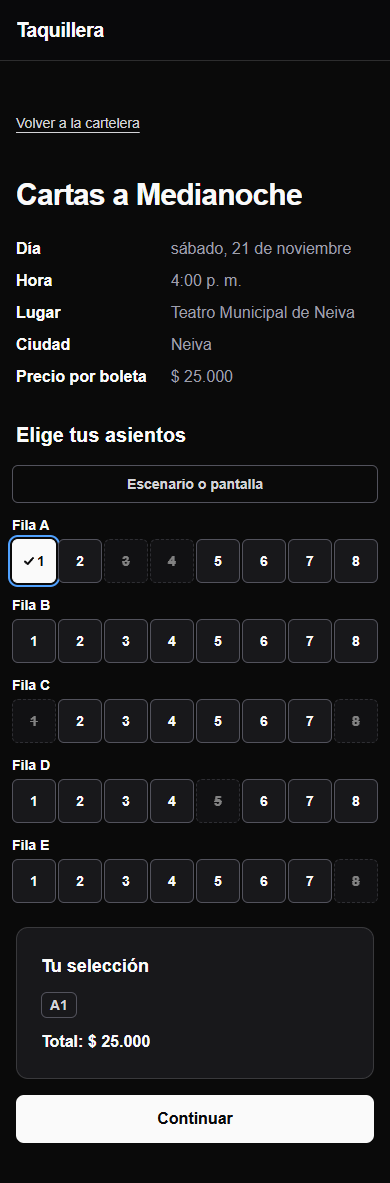 Taquillera
Volver a la cartelera
Cartas a Medianoche
Día sábado, 21 de noviembre
Hora 4:00 p. m.
Lugar Teatro Municipal de Neiva
Ciudad Neiva
Precio por boleta $ 25.000
Elige tus asientos
Escenario o pantalla
Fila A
1 2 3 4 5 6 7 8
Fila B
1 2 3 4 5 6 7 8
Fila C
1 2 3 4 5 6 7 8
Fila D
1 2 3 4 5 6 7 8
Fila E
1 2 3 4 5 6 7 8
Tu selección
A1
Total: $ 25.000
Continuar